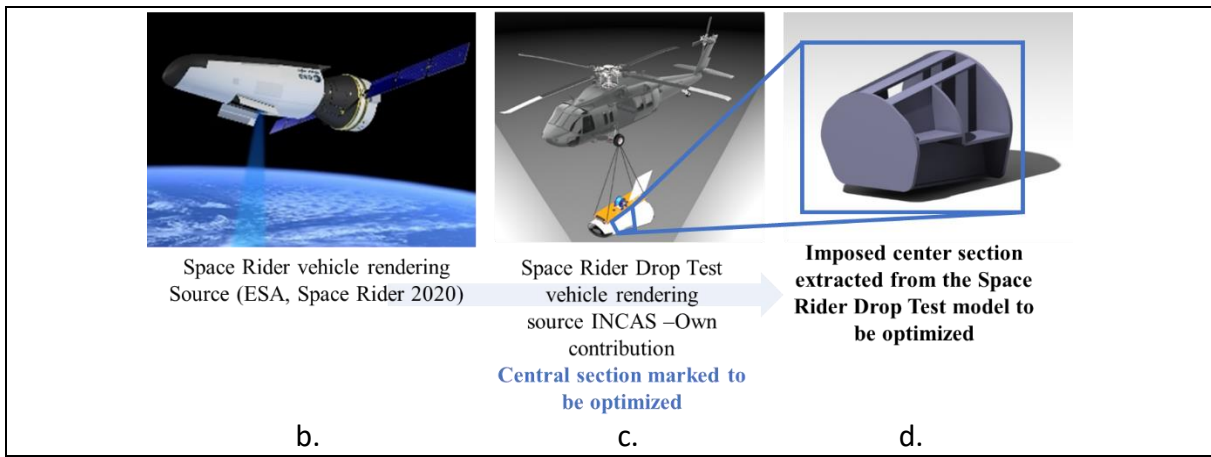 Space Rider vehicle rendering
Source (ESA, Space Rider 2020)
Space Rider Drop Test
vehicle rendering
source INCAS –Own
contribution
Central section marked to
be optimized
Imposed center section
extracted from the Space
Rider Drop Test model to
be optimized
b.
c.
d.